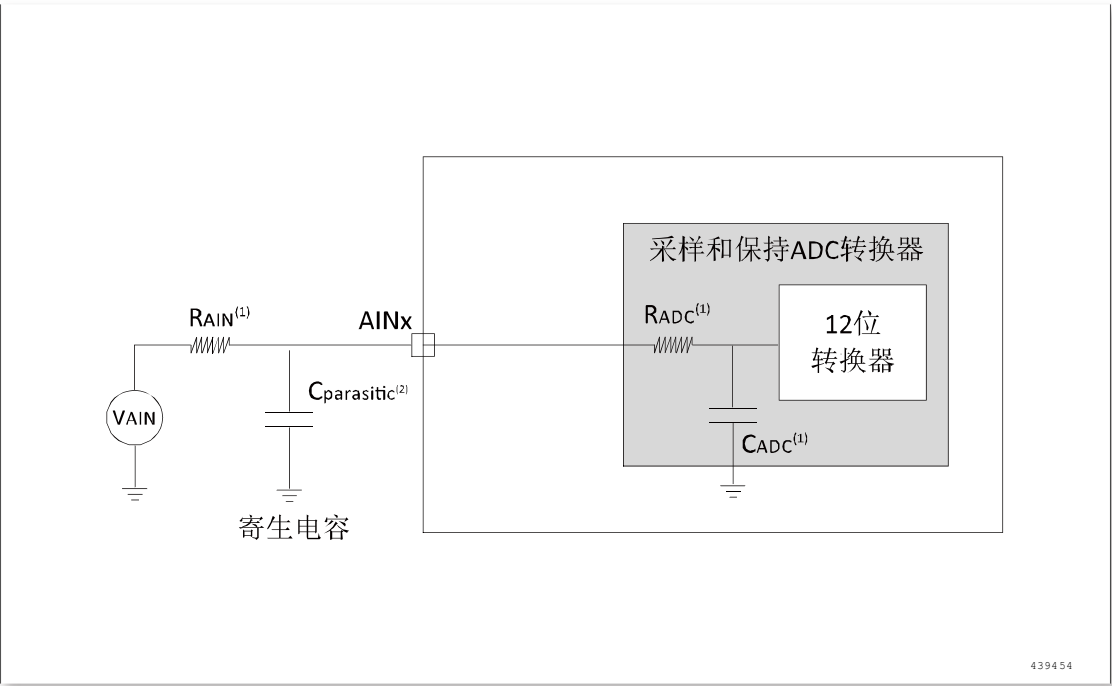 采样和保持ADC转换器
RAIN(1)
AINx
RADC(1)
12位
转换器
Cparasitic(2)
VAIN
CADC(1)
寄生电容
439454